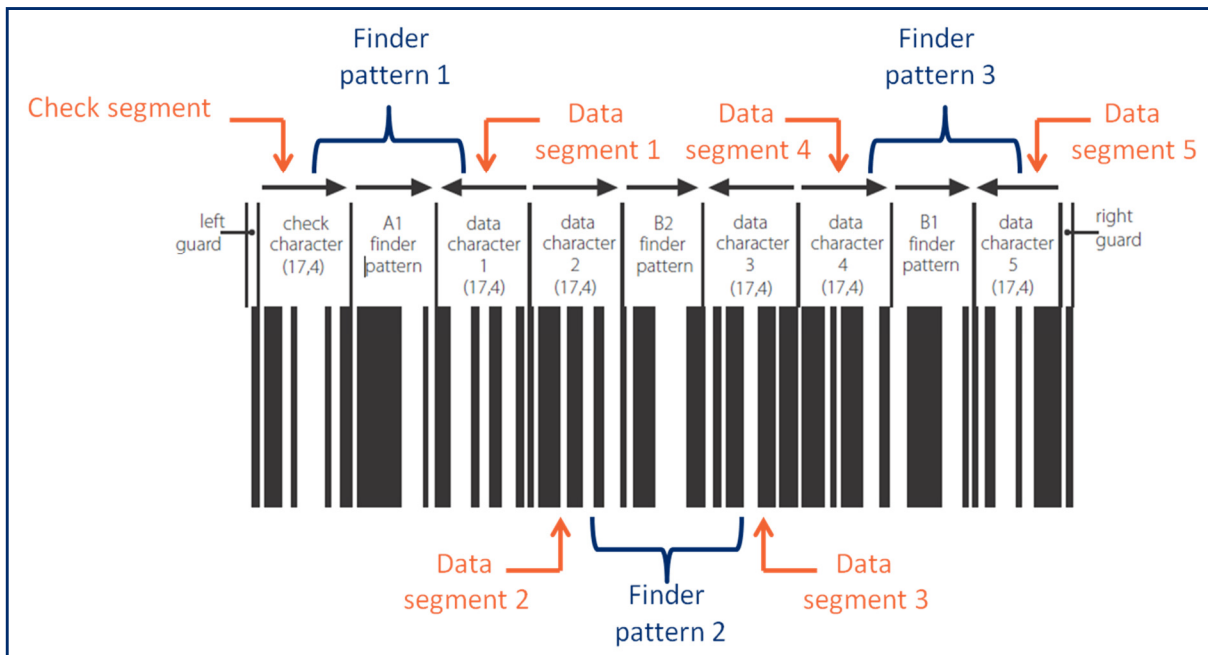 Finder
pattern 1
Finder
pattern 3
Check segment
Data
segment 1
Data
segment 4
Data
segment 5
left
guard
check
character
(17,4)
A1
finder
pattern
data
character
1
(17,4)
data
character
2
(17,4)
B2
finder
pattern
data
character
3
(17,4)
data
character
4
(17,4)
B1
finder
pattern
data
character
5
(17,4)
right
guard
Data
segment 2
Finder
pattern 2
Data
segment 3